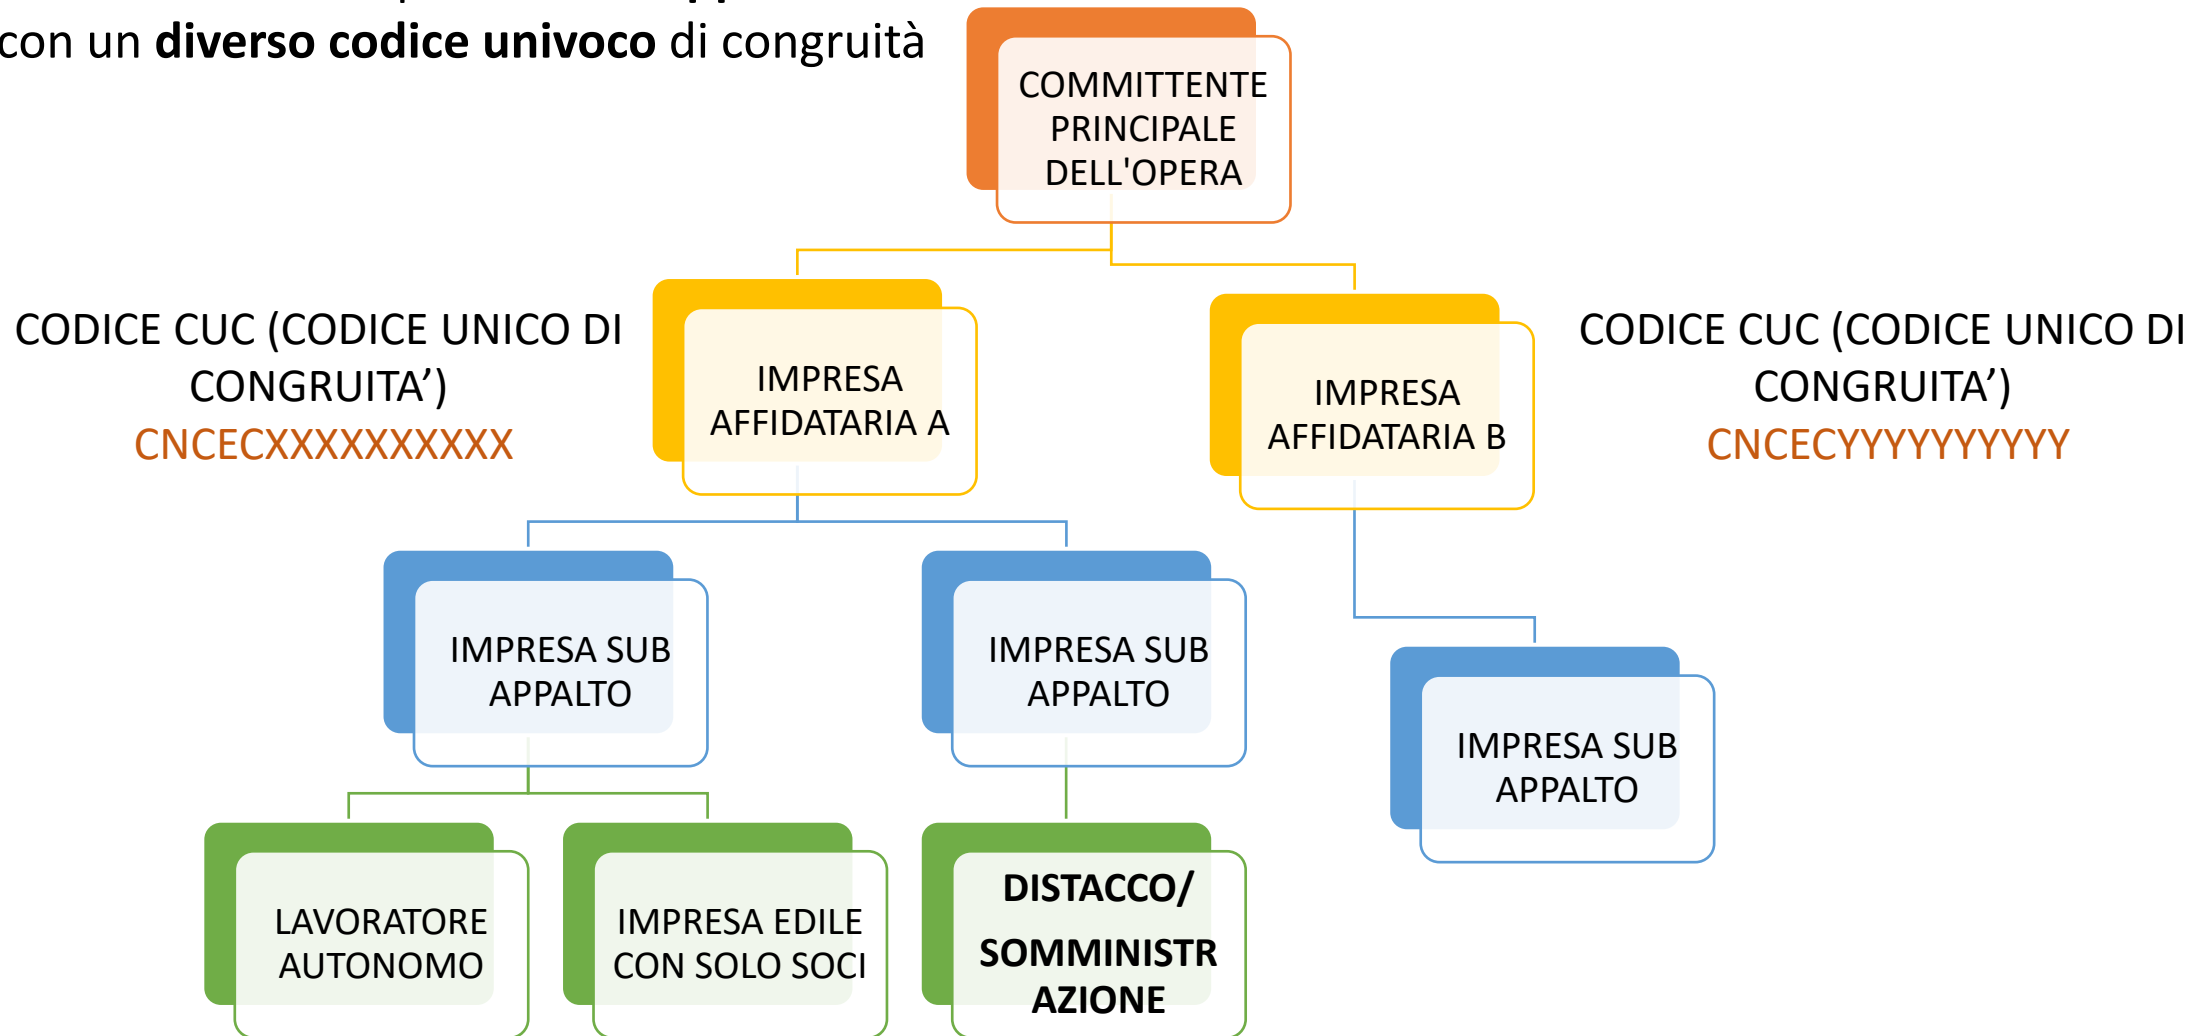 con un diverso codice univoco di congruità
COMMITTENTE
PRINCIPALE
DELL'OPERA
CODICE CUC (CODICE UNICO DI
CONGRUITA’)
CNCECXXXXXXXXXX
IMPRESA
AFFIDATARIA A
IMPRESA
AFFIDATARIA B
CODICE CUC (CODICE UNICO DI
CONGRUITA’)
CNCECYYYYYYYYYY
IMPRESA SUB
APPALTO
IMPRESA SUB
APPALTO
IMPRESA SUB
APPALTO
LAVORATORE
AUTONOMO
IMPRESA EDILE
CON SOLO SOCI
DISTACCO/
SOMMINISTR
AZIONE